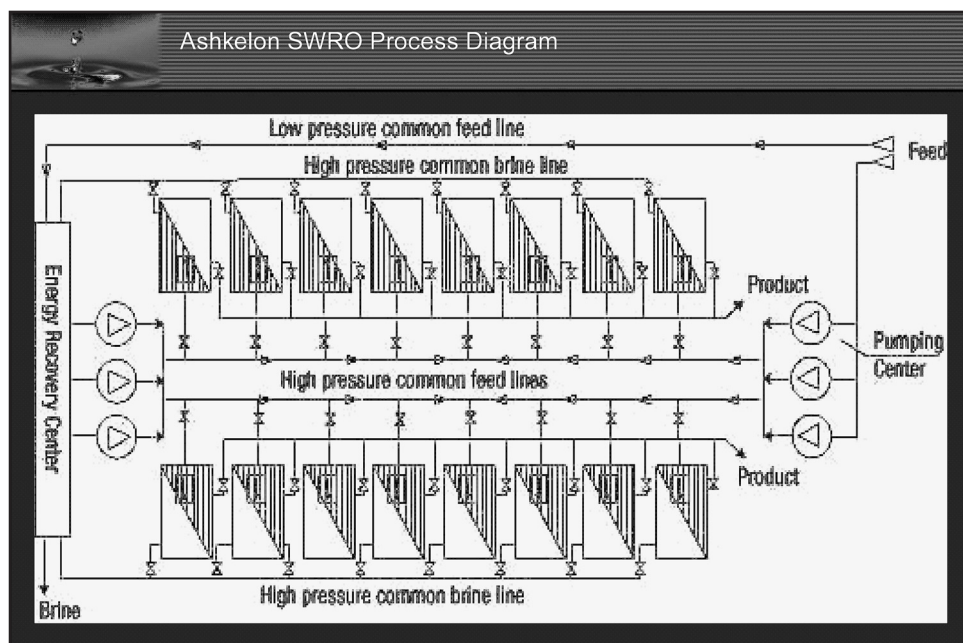 Ashkelon SWRO Process Diagram
Low pressure common feed line
Feed
High pressure common brine line
Energy Recovery Center
Product
Pumping
Center
High pressure common feed lines
Product
High pressure common brine line
Brine